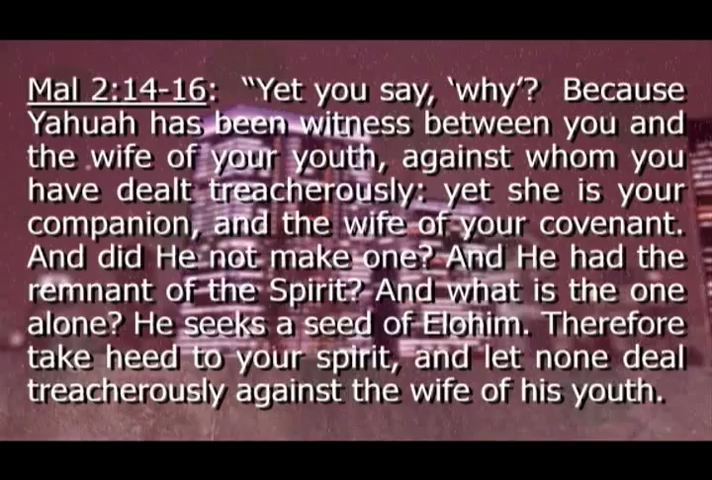 Mal 2:14-16:  “Yet you say, ‘why’?  Because
Yahuah has been witness between you and
the wife of your youth, against whom you
have dealt treacherously: yet she is your
companion, and the wife of your covenant.
And did He not make one? And He had the
remnant of the Spirit? And what is the one
alone? He seeks a seed of Elohim. Therefore
take heed to your spirit, and let none deal
treacherously against the wife of his youth.